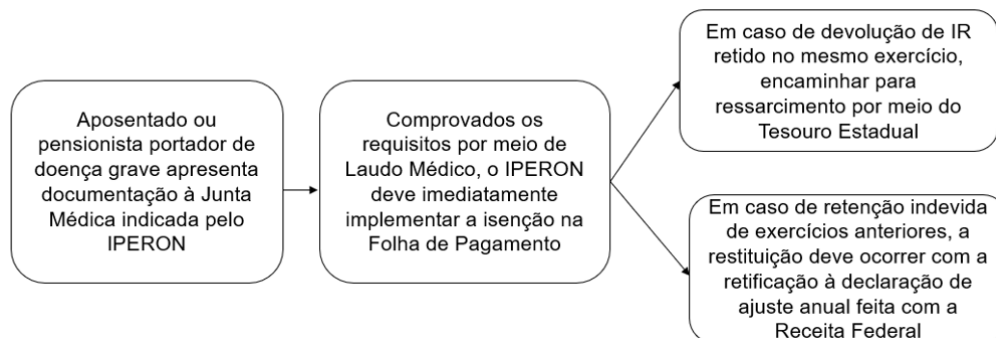 Aposentado ou
pensionista portador de
doença grave apresenta
documentação à Junta
Médica indicada pelo
IPERON
Comprovados os
requisitos por meio de
Laudo Médico, o IPERON
deve imediatamente
implementar a isenção na
Folha de Pagamento
Em caso de devolução de IR
retido no mesmo exercício,
encaminhar para
ressarcimento por meio do
Tesouro Estadual
Em caso de retenção indevida
de exercícios anteriores, a
restituição deve ocorrer com a
retificação à declaração de
ajuste anual feita com a
Receita Federal